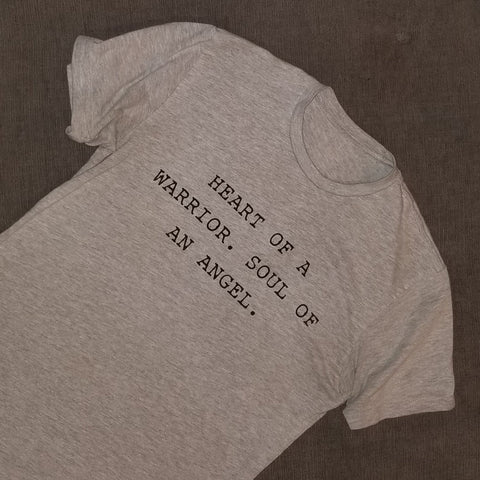 HEART OF A
WARRIOR. SOUL OF
AN ANGEL.